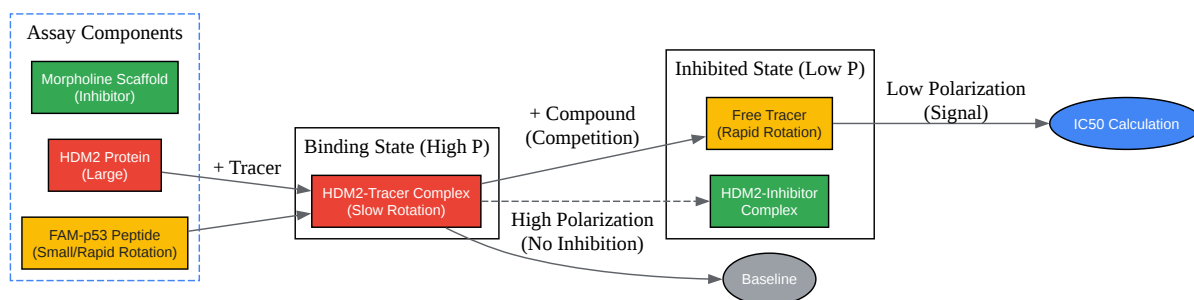 Assay Components
Morpholine Scaffold
(Inhibitor)
HDM2 Protein
(Large)
FAM-p53 Peptide
(Small/Rapid Rotation)
+ Tracer
Binding State (High P)
HDM2-Tracer Complex
(Slow Rotation)
+ Compound
(Competition)
High Polarization
(No Inhibition)
Inhibited State (Low P)
Free Tracer
(Rapid Rotation)
HDM2-Inhibitor
Complex
Baseline
Low Polarization
(Signal)
IC50 Calculation